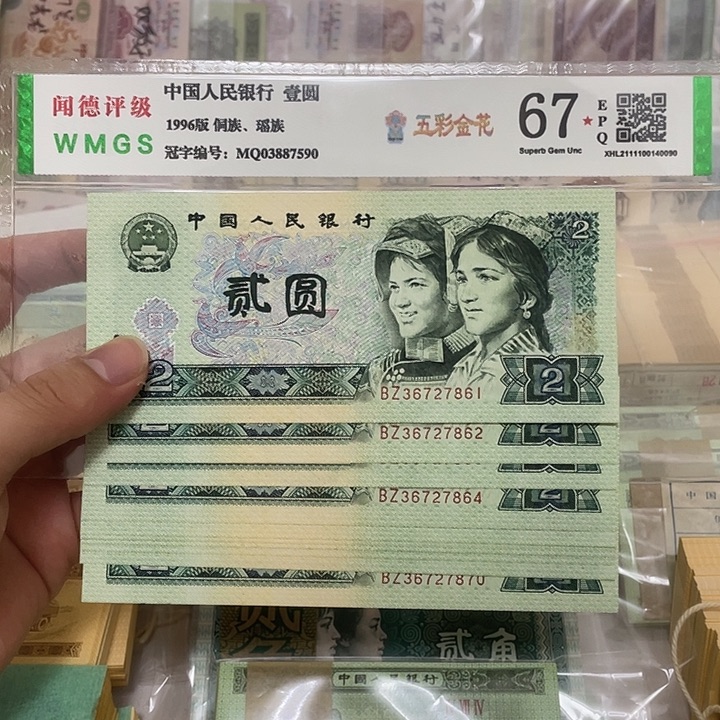 闻德评级
WMGS
中国人民银行 壹圆
1996版 侗族、瑶族
冠字编号：MQ03887590
五彩金花
67★
EPQ
Superb Gem Unc
XHL2111100140090
中国人民银行
贰圆
2
2
BZ36727861
2
BZ36727862
BZ36727864
BZ36727870
贰角
中国人民银行